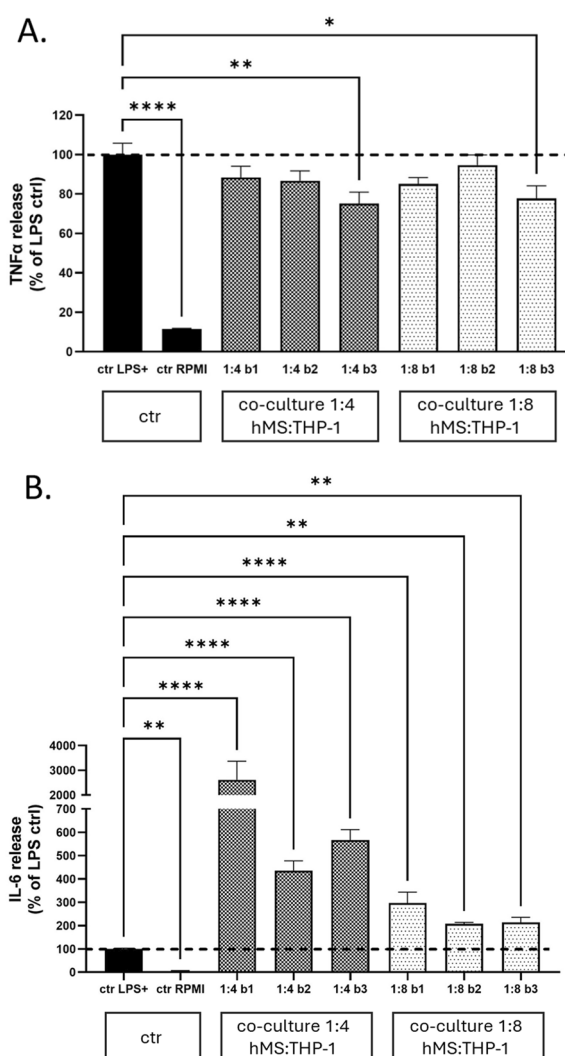 A.
*
**
****
120
100
80
60
40
20
0
TNFα release
(% of LPS ctrl)
ctr LPS+ ctr RPMI 1:4 b1 1:4 b2 1:4 b3 1:8 b1 1:8 b2 1:8 b3
ctr
co-culture 1:4
hMS:THP-1
co-culture 1:8
hMS:THP-1
B.
**
**
****
****
****
****
**
4000
3000
2000
700
600
500
400
300
200
100
0
IL-6 release
(% of LPS ctrl)
ctr LPS+ ctr RPMI 1:4 b1 1:4 b2 1:4 b3 1:8 b1 1:8 b2 1:8 b3
ctr
co-culture 1:4
hMS:THP-1
co-culture 1:8
hMS:THP-1